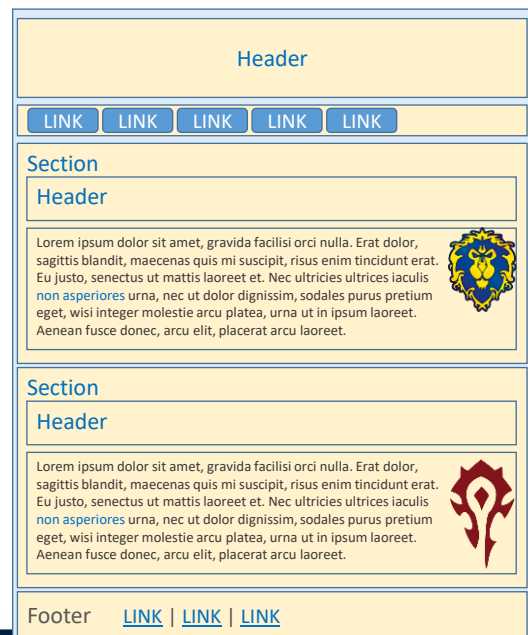 Header
LINK LINK LINK LINK LINK
Section
Header
Lorem ipsum dolor sit amet, gravida facilisi orci nulla. Erat dolor,
sagittis blandit, maecenas quis mi suscipit, risus enim tincidunt erat.
Eu justo, senectus ut mattis laoreet et. Nec ultricies ultrices iaculis
non asperiores urna, nec ut dolor dignissim, sodales purus pretium
eget, wisi integer molestie arcu platea, urna ut in ipsum laoreet.
Aenean fusce donec, arcu elit, placerat arcu laoreet.
Section
Header
Lorem ipsum dolor sit amet, gravida facilisi orci nulla. Erat dolor,
sagittis blandit, maecenas quis mi suscipit, risus enim tincidunt erat.
Eu justo, senectus ut mattis laoreet et. Nec ultricies ultrices iaculis
non asperiores urna, nec ut dolor dignissim, sodales purus pretium
eget, wisi integer molestie arcu platea, urna ut in ipsum laoreet.
Aenean fusce donec, arcu elit, placerat arcu laoreet.
Footer LINK | LINK | LINK